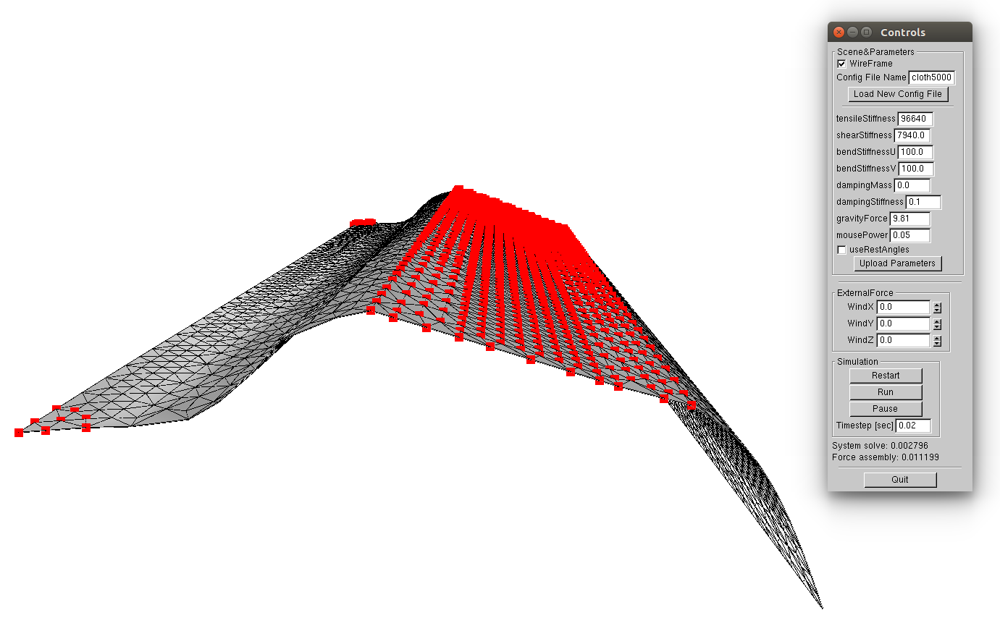 Controls
Scene&Parameters
WireFrame
Config File Name cloth5000
Load New Config File
tensileStiffness 96640
shearStiffness 7940.0
bendStiffnessU 100.0
bendStiffnessV 100.0
dampingMass 0.0
dampingStiffness 0.1
gravityForce 9.81
mousePower 0.05
useRestAngles
Upload Parameters
ExternalForce
WindX 0.0
WindY 0.0
WindZ 0.0
Simulation
Restart
Run
Pause
Timestep [sec] 0.02
System solve: 0.002796
Force assembly: 0.011199
Quit